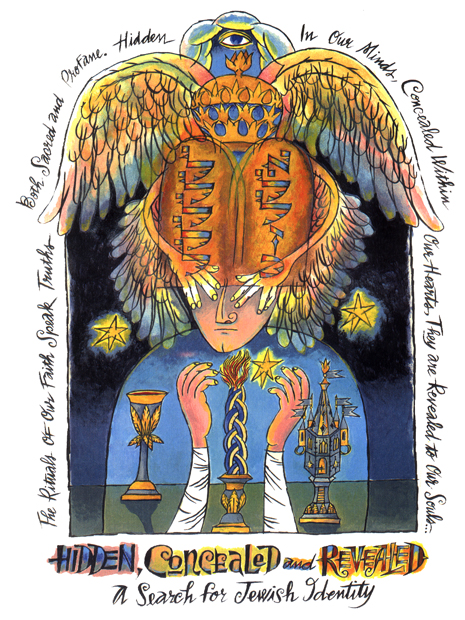 The Rituals Of Our Faith Speak Truths
Both Sacred and Profane. Hidden
In Our Minds, Concealed Within
Our Hearts, They are Revealed to Our Souls...
HiDDEN, ConceaLeD and REVEALED
A Search for Jewish Identity